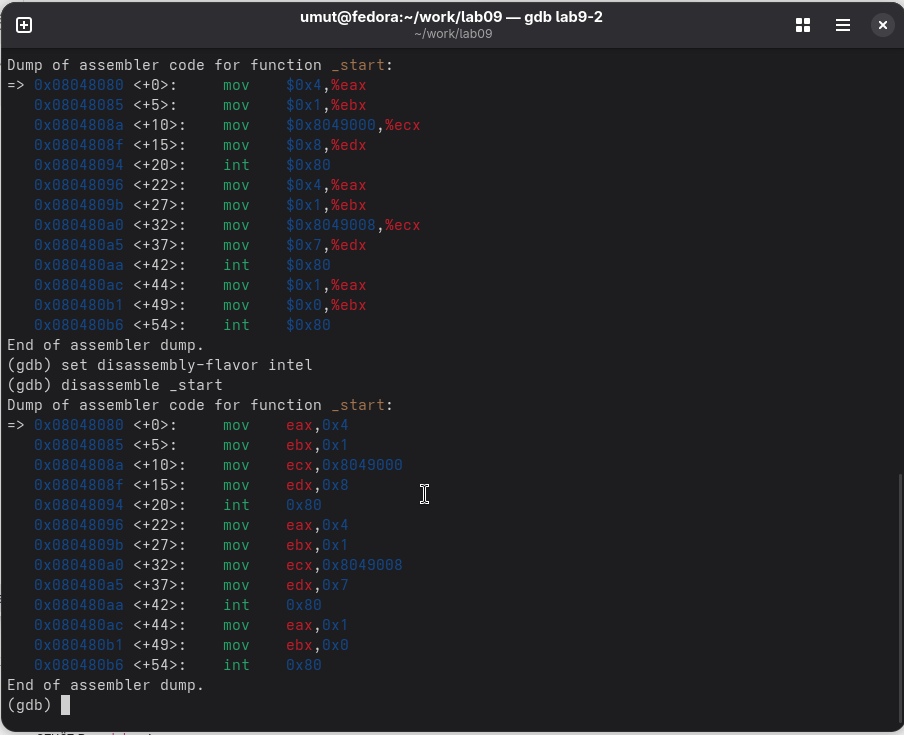 umut@fedora:~/work/lab09 — gdb lab9-2
~/work/lab09
Dump of assembler code for function _start:
=> 0x08048080 <+0>:     mov    $0x4,%eax
   0x08048085 <+5>:     mov    $0x1,%ebx
   0x0804808a <+10>:    mov    $0x8049000,%ecx
   0x0804808f <+15>:    mov    $0x8,%edx
   0x08048094 <+20>:    int    $0x80
   0x08048096 <+22>:    mov    $0x4,%eax
   0x0804809b <+27>:    mov    $0x1,%ebx
   0x080480a0 <+32>:    mov    $0x8049008,%ecx
   0x080480a5 <+37>:    mov    $0x7,%edx
   0x080480aa <+42>:    int    $0x80
   0x080480ac <+44>:    mov    $0x1,%eax
   0x080480b1 <+49>:    mov    $0x0,%ebx
   0x080480b6 <+54>:    int    $0x80
End of assembler dump.
(gdb) set disassembly-flavor intel
(gdb) disassemble _start
Dump of assembler code for function _start:
=> 0x08048080 <+0>:     mov    eax,0x4
   0x08048085 <+5>:     mov    ebx,0x1
   0x0804808a <+10>:    mov    ecx,0x8049000
   0x0804808f <+15>:    mov    edx,0x8
   0x08048094 <+20>:    int    0x80
   0x08048096 <+22>:    mov    eax,0x4
   0x0804809b <+27>:    mov    ebx,0x1
   0x080480a0 <+32>:    mov    ecx,0x8049008
   0x080480a5 <+37>:    mov    edx,0x7
   0x080480aa <+42>:    int    0x80
   0x080480ac <+44>:    mov    eax,0x1
   0x080480b1 <+49>:    mov    ebx,0x0
   0x080480b6 <+54>:    int    0x80
End of assembler dump.
(gdb)